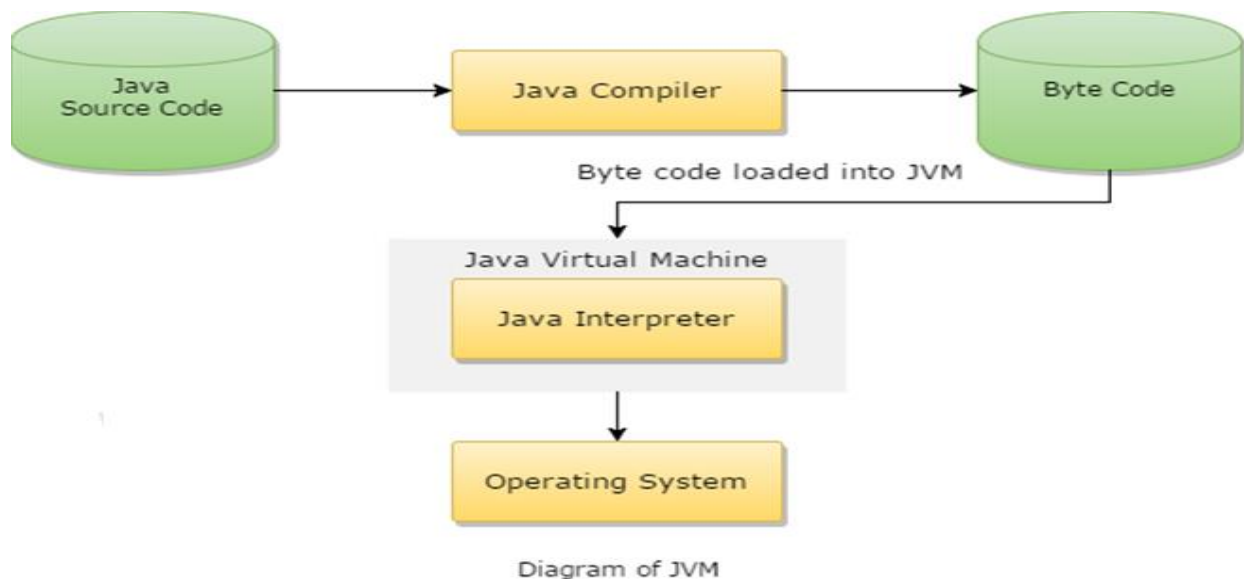 Java
Source Code
Java Compiler
Byte Code
Byte code loaded into JVM
Java Virtual Machine
Java Interpreter
Operating System
Diagram of JVM